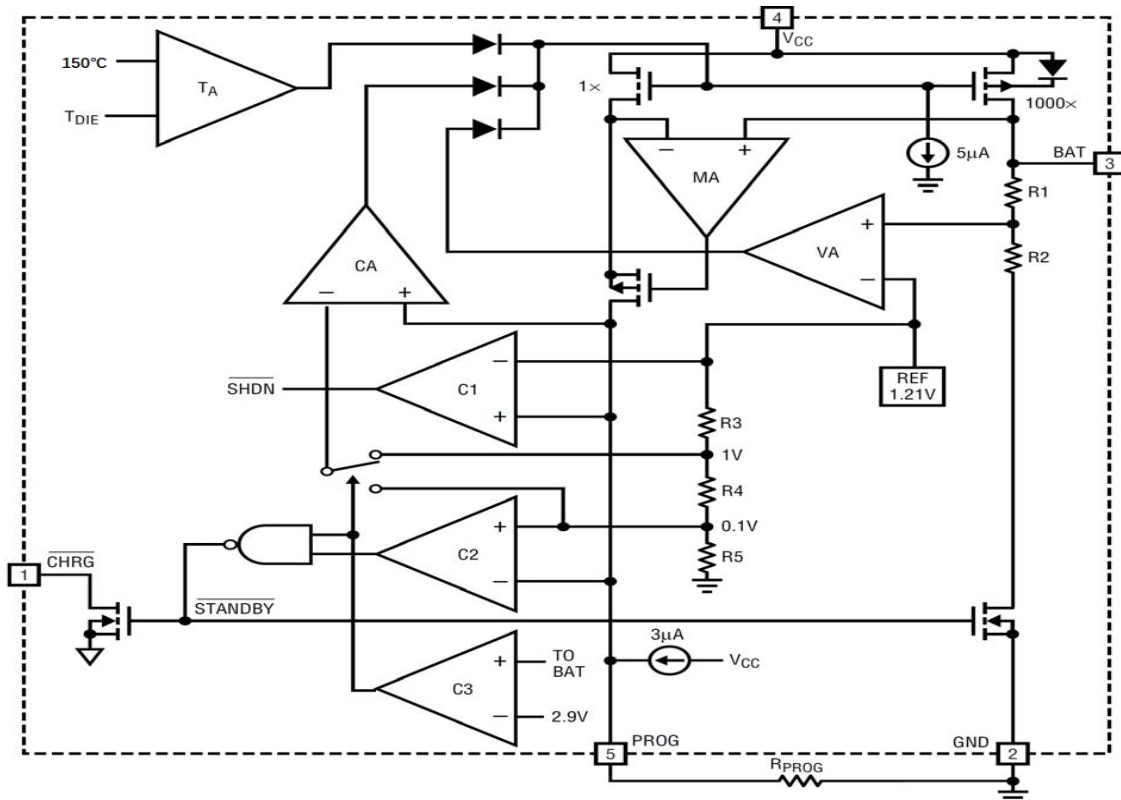 4
VCC
150℃
TA
TDIE
1×
1000×
5µA
BAT
3
− +
MA
R1
+
VA
−
R2
CA
− +
REF
1.21V
−
C1
+
SHDN
R3
1V
R4
+
C2
−
0.1V
R5
1
CHRG
STANDBY
3µA
VCC
+
C3
−
TO
BAT
2.9V
5
PROG
GND
2
RPROG